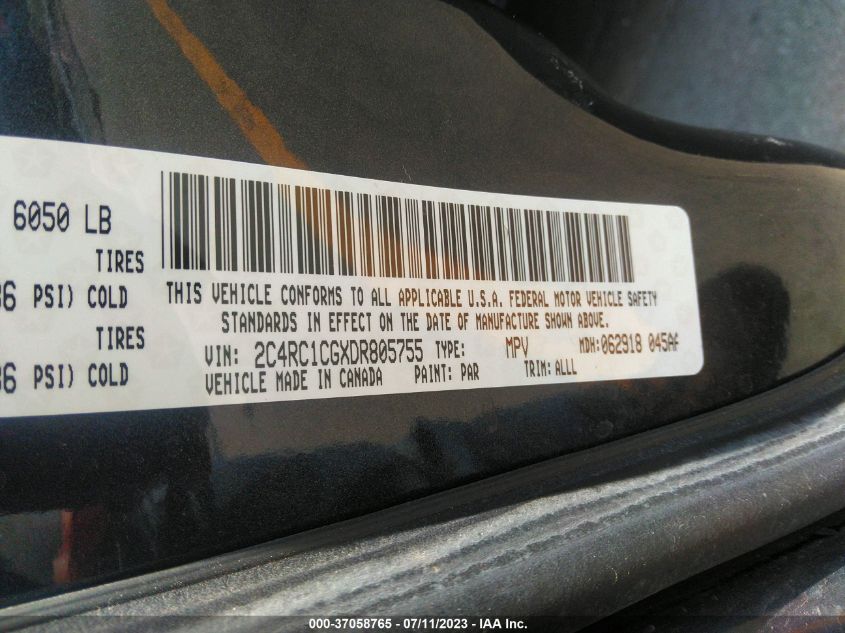 6050 LB
TIRES
36 PSI) COLD
TIRES
36 PSI) COLD
THIS VEHICLE CONFORMS TO ALL APPLICABLE U.S.A. FEDERAL MOTOR VEHICLE SAFETY
STANDARDS IN EFFECT ON THE DATE OF MANUFACTURE SHOWN ABOVE.
VIN: 2C4RC1CGXDR805755 TYPE: MPV MDH:062918 045AF
VEHICLE MADE IN CANADA PAINT: PAR TRIM: ALLL
000-37058765 - 07/11/2023 - IAA Inc.